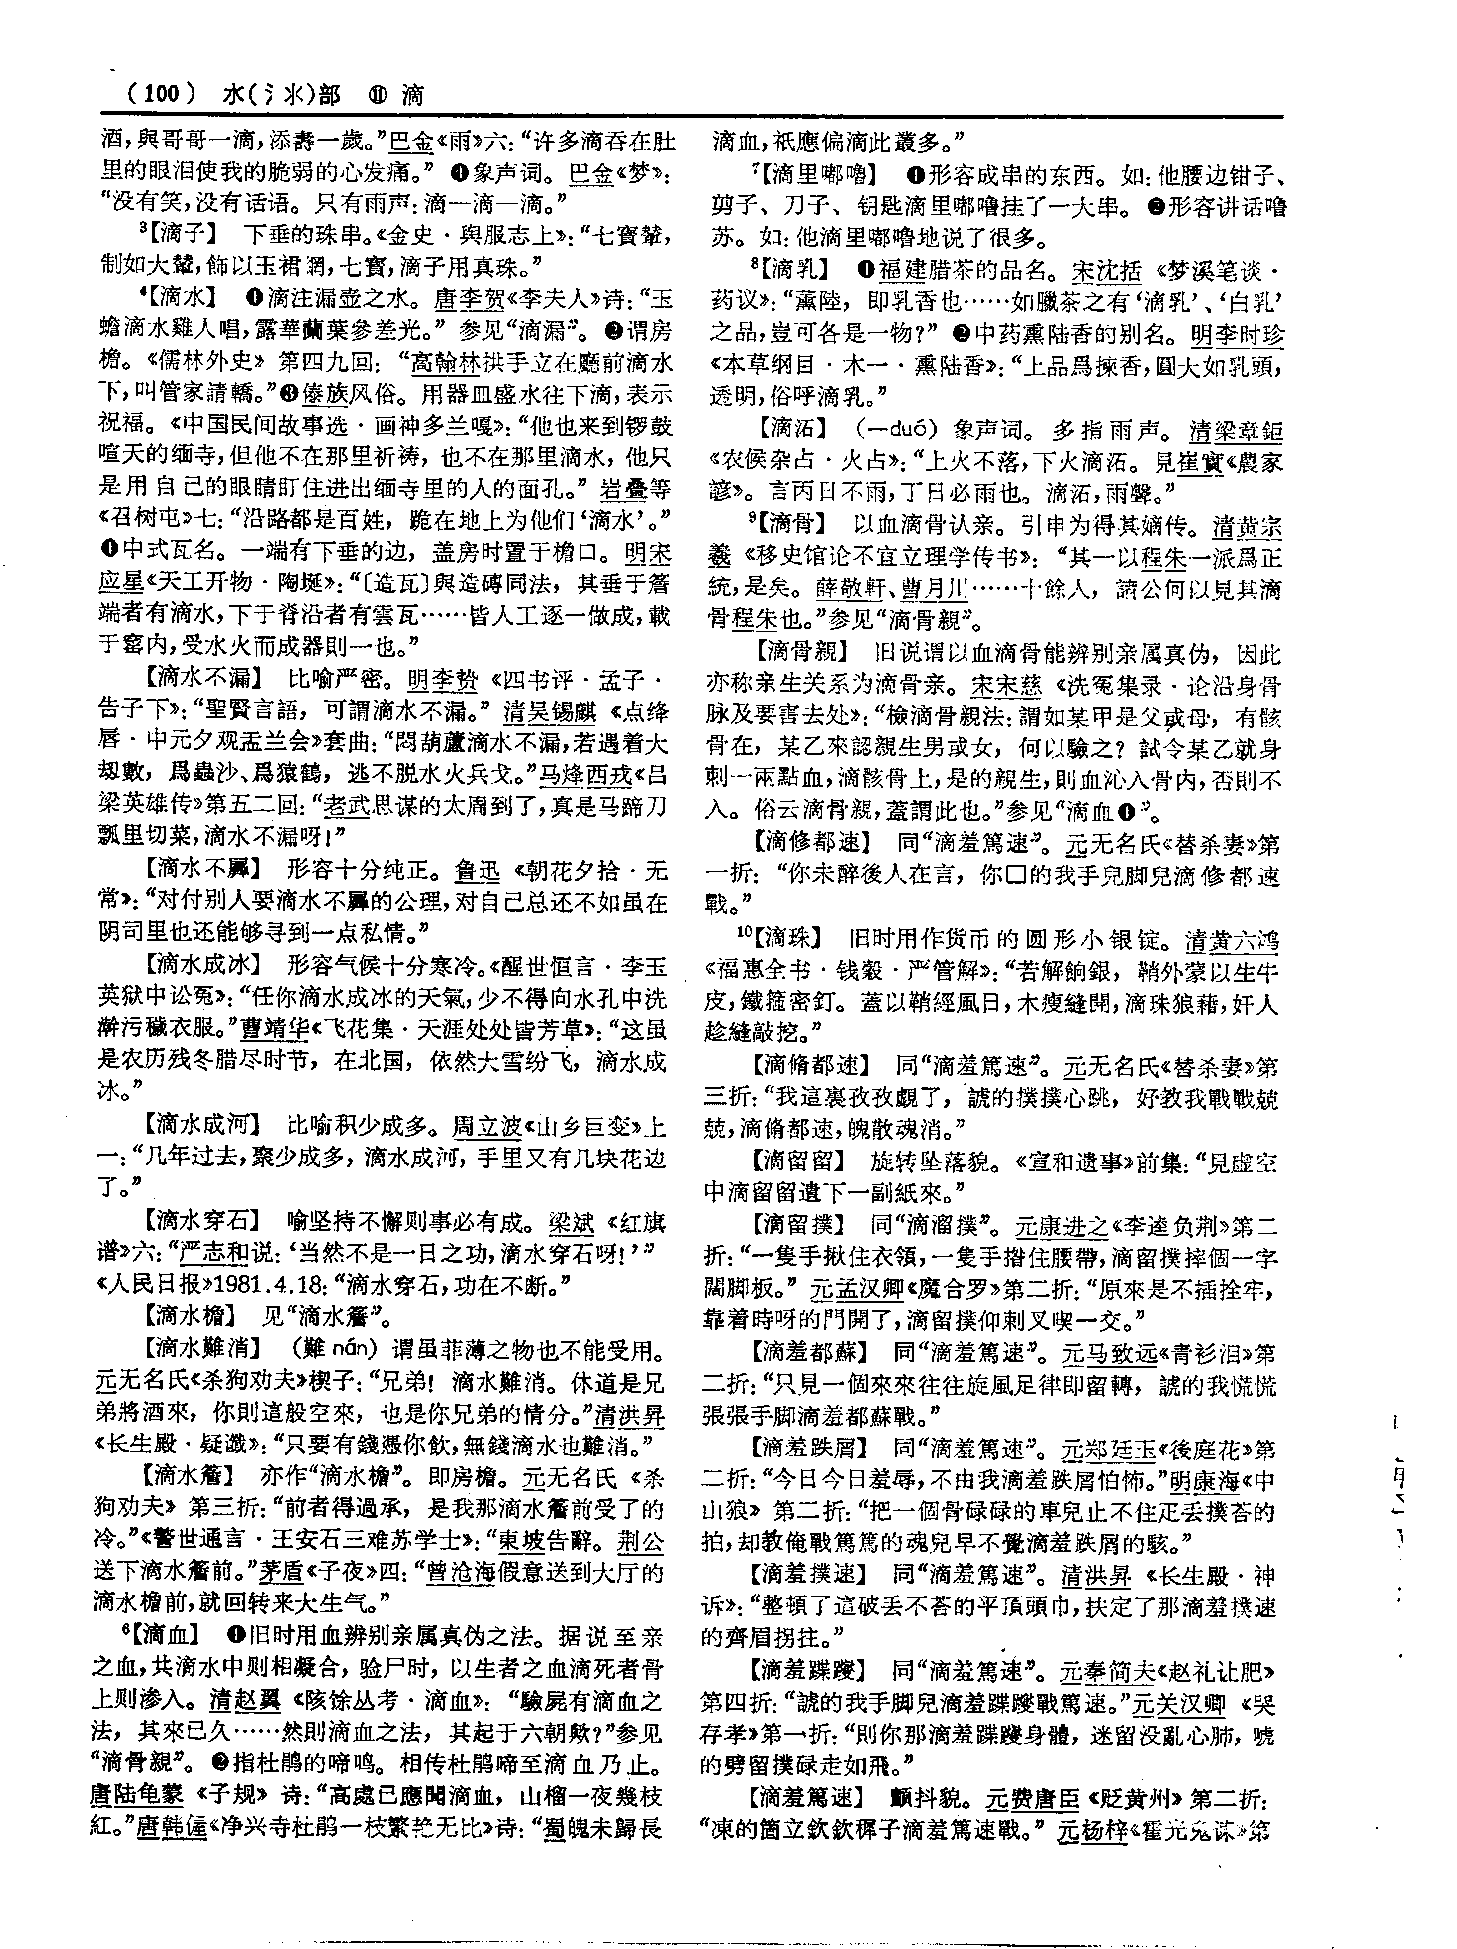 (100) 水(氵氺)部 ⑪ 滴
酒，與哥哥一滴，添壽一歲。”巴金《雨》六：“许多滴吞在肚
里的眼泪使我的脆弱的心发痛。” ❹象声词。巴金《梦》：
“没有笑，没有话语。只有雨声：滴—滴—滴。”
³【滴子】 下垂的珠串。《金史·舆服志上》：“七寶輦，
制如大輦，飾以玉裙網，七寶，滴子用真珠。”
⁴【滴水】 ❶滴注漏壶之水。唐李贺《李夫人》诗：“玉
蟾滴水雞人唱，露華蘭葉參差光。” 参见“滴漏”。❷谓房
檐。《儒林外史》第四九回：“高翰林拱手立在廳前滴水
下，叫管家請轎。”❸傣族风俗。用器皿盛水往下滴，表示
祝福。《中国民间故事选·画神多兰嘎》：“他也来到锣鼓
喧天的缅寺，但他不在那里祈祷，也不在那里滴水，他只
是用自己的眼睛盯住进出缅寺里的人的面孔。” 岩叠等
《召树屯》七：“沿路都是百姓，跪在地上为他们‘滴水’。”
❹中式瓦名。一端有下垂的边，盖房时置于檐口。明宋
应星《天工开物·陶埏》：“〔造瓦〕與造磚同法，其垂于簷
端者有滴水，下于脊沿者有雲瓦……皆人工逐一做成，載
于窰内，受水火而成器則一也。”
【滴水不漏】 比喻严密。明李贽《四书评·孟子·
告子下》：“聖賢言語，可謂滴水不漏。” 清吴锡麒《点绛
唇·中元夕观盂兰会》套曲：“悶葫蘆滴水不漏，若遇着大
刼數，爲蟲沙、爲猿鶴，逃不脱水火兵戈。”马烽西戎《吕
梁英雄传》第五二回：“老武思谋的太周到了，真是马蹄刀
瓢里切菜，滴水不漏呀！”
【滴水不羼】 形容十分纯正。鲁迅《朝花夕拾·无
常》：“对付别人要滴水不羼的公理，对自己总还不如虽在
阴司里也还能够寻到一点私情。”
【滴水成冰】 形容气候十分寒冷。《醒世恒言·李玉
英狱中讼冤》：“任你滴水成冰的天氣，少不得向水孔中洗
澣污穢衣服。”曹靖华《飞花集·天涯处处皆芳草》：“这虽
是农历残冬腊尽时节，在北国，依然大雪纷飞，滴水成
冰。”
【滴水成河】 比喻积少成多。周立波《山乡巨变》上
一：“几年过去，聚少成多，滴水成河，手里又有几块花边
了。”
【滴水穿石】 喻坚持不懈则事必有成。梁斌《红旗
谱》六：“严志和说：‘当然不是一日之功，滴水穿石呀！’”
《人民日报》1981.4.18：“滴水穿石，功在不断。”
【滴水檐】 见“滴水簷”。
【滴水難消】 （難nán）谓虽菲薄之物也不能受用。
元无名氏《杀狗劝夫》楔子：“兄弟！滴水難消。休道是兄
弟將酒來，你則這般空來，也是你兄弟的情分。”清洪昇
《长生殿·疑谶》：“只要有錢憑你飲，無錢滴水也難消。”
【滴水簷】 亦作“滴水檐”。即房檐。元无名氏《杀
狗劝夫》第三折：“前者得過承，是我那滴水簷前受了的
冷。”《警世通言·王安石三难苏学士》：“東坡告辭。荆公
送下滴水簷前。”茅盾《子夜》四：“曾沧海假意送到大厅的
滴水檐前，就回转来大生气。”
⁶【滴血】 ❶旧时用血辨别亲属真伪之法。据说至亲
之血，共滴水中则相凝合，验尸时，以生者之血滴死者骨
上则渗入。清赵翼《陔馀丛考·滴血》：“驗屍有滴血之
法，其來已久……然則滴血之法，其起于六朝歟？”参见
“滴骨親”。❷指杜鹃的啼鸣。相传杜鹃啼至滴血乃止。
唐陆龟蒙《子规》诗：“高處已應聞滴血，山榴一夜幾枝
紅。”唐韩偓《净兴寺杜鹃一枝繁艳无比》诗：“蜀魄未歸長
滴血，祇應偏滴此叢多。”
⁷【滴里嘟噜】 ❶形容成串的东西。如：他腰边钳子、
剪子、刀子、钥匙滴里嘟噜挂了一大串。❷形容讲话噜
苏。如：他滴里嘟噜地说了很多。
⁸【滴乳】 ❶福建腊茶的品名。宋沈括《梦溪笔谈·
药议》：“薰陸，即乳香也……如臘茶之有‘滴乳’、‘白乳’
之品，豈可各是一物？” ❷中药熏陆香的别名。明李时珍
《本草纲目·木一·熏陆香》：“上品爲揀香，圓大如乳頭，
透明，俗呼滴乳。”
【滴沰】 （—duó）象声词。多指雨声。清梁章钜
《农候杂占·火占》：“上火不落，下火滴沰。見崔寔《農家
諺》。言丙日不雨，丁日必雨也。滴沰，雨聲。”
⁹【滴骨】 以血滴骨认亲。引申为得其嫡传。清黄宗
羲《移史馆论不宜立理学传书》：“其一以程朱一派爲正
統，是矣。薛敬軒、曹月川……十餘人，諸公何以見其滴
骨程朱也。”参见“滴骨親”。
【滴骨親】 旧说谓以血滴骨能辨别亲属真伪，因此
亦称亲生关系为滴骨亲。宋宋慈《洗冤集录·论沿身骨
脉及要害去处》：“檢滴骨親法：謂如某甲是父或母，有骸
骨在，某乙來認親生男或女，何以驗之？試令某乙就身
刺一兩點血，滴骸骨上，是的親生，則血沁入骨内，否則不
入。俗云滴骨親，蓋謂此也。”参见“滴血❶”。
【滴修都速】 同“滴羞篤速”。元无名氏《替杀妻》第
一折：“你未醉後人在言，你囗的我手兒脚兒滴修都速
戰。”
¹⁰【滴珠】 旧时用作货币的圆形小银锭。清黄六鸿
《福惠全书·钱穀·严管解》：“若解餉銀，鞘外蒙以生牛
皮，鐵箍密釘。蓋以鞘經風日，木瘦縫開，滴珠狼藉，奸人
趁縫敲挖。”
【滴脩都速】 同“滴羞篤速”。元无名氏《替杀妻》第
三折：“我這裏孜孜覷了，諕的撲撲心跳，好教我戰戰兢
兢，滴脩都速，魄散魂消。”
【滴留留】 旋转坠落貌。《宣和遗事》前集：“見虚空
中滴留留遺下一副紙來。”
【滴留撲】 同“滴溜撲”。元康进之《李逵负荆》第二
折：“一隻手揪住衣領，一隻手揝住腰帶，滴留撲摔個一字
闊脚板。” 元孟汉卿《魔合罗》第二折：“原來是不插拴牢，
靠着時呀的門開了，滴留撲仰剌叉喫一交。”
【滴羞都蘇】 同“滴羞篤速”。元马致远《青衫泪》第
二折：“只見一個來來往往旋風足律即留轉，諕的我慌慌
張張手脚滴羞都蘇戰。”
【滴羞跌屑】 同“滴羞篤速”。元郑廷玉《後庭花》第
二折：“今日今日羞辱，不由我滴羞跌屑怕怖。”明康海《中
山狼》第二折：“把一個骨碌碌的車兒止不住疋丢撲荅的
拍，却教俺戰篤篤的魂兒早不覺滴羞跌屑的駭。”
【滴羞撲速】 同“滴羞篤速”。清洪昇《长生殿·神
诉》：“整頓了這破丢不荅的平頂頭巾，扶定了那滴羞撲速
的齊眉拐拄。”
【滴羞蹀躞】 同“滴羞篤速”。元秦简夫《赵礼让肥》
第四折：“諕的我手脚兒滴羞蹀躞戰篤速。”元关汉卿《哭
存孝》第一折：“則你那滴羞蹀躞身體，迷留没亂心肺，唬
的劈留撲碌走如飛。”
【滴羞篤速】 颤抖貌。元费唐臣《贬黄州》第二折：
“凍的箇立欽欽穉子滴羞篤速戰。” 元杨梓《霍光鬼谏》第